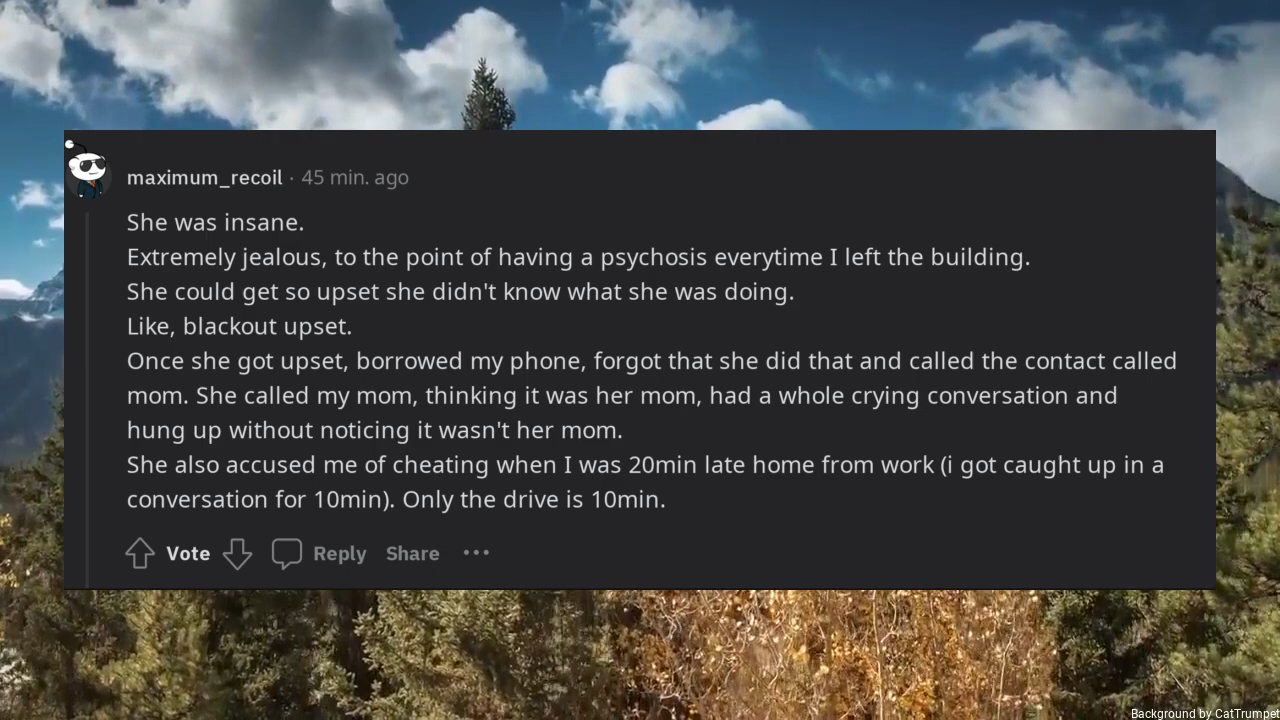 maximum_recoil · 45 min. ago
She was insane.
Extremely jealous, to the point of having a psychosis everytime I left the building.
She could get so upset she didn't know what she was doing.
Like, blackout upset.
Once she got upset, borrowed my phone, forgot that she did that and called the contact called
mom. She called my mom, thinking it was her mom, had a whole crying conversation and
hung up without noticing it wasn't her mom.
She also accused me of cheating when I was 20min late home from work (i got caught up in a
conversation for 10min). Only the drive is 10min.
Vote Reply Share ···
Background by CatTrumpet